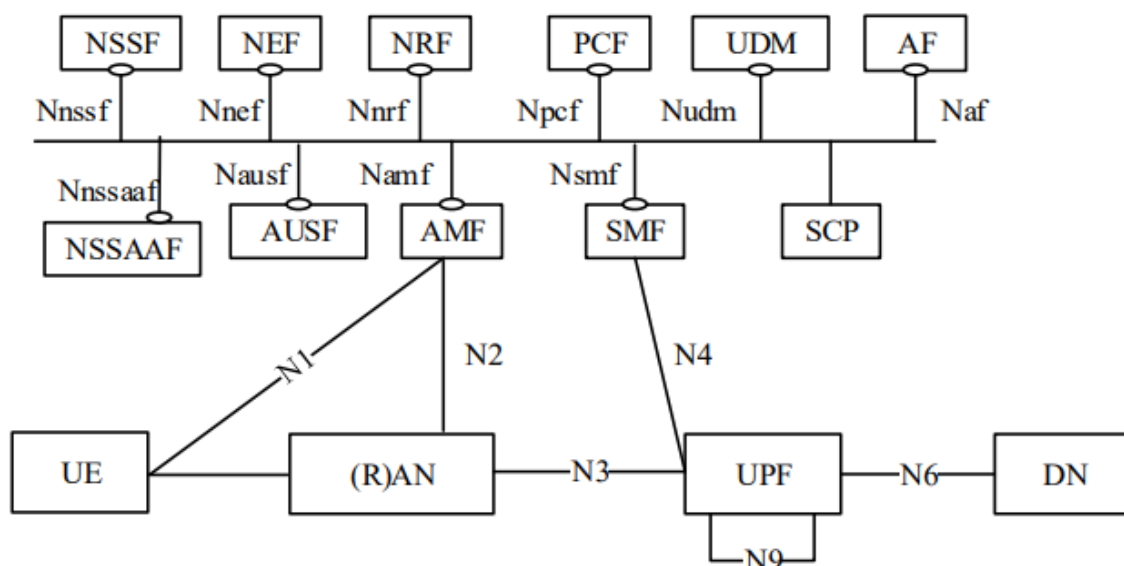 NSSF NEF NRF PCF UDM AF
Nnssf Nnef Nnrf Npcf Nudm Naf
Nnssaaf Nausf Namf Nsmf
NSSAAF AUSF AMF SMF SCP
N1 N2 N4
UE (R)AN N3 UPF N6 DN
N9